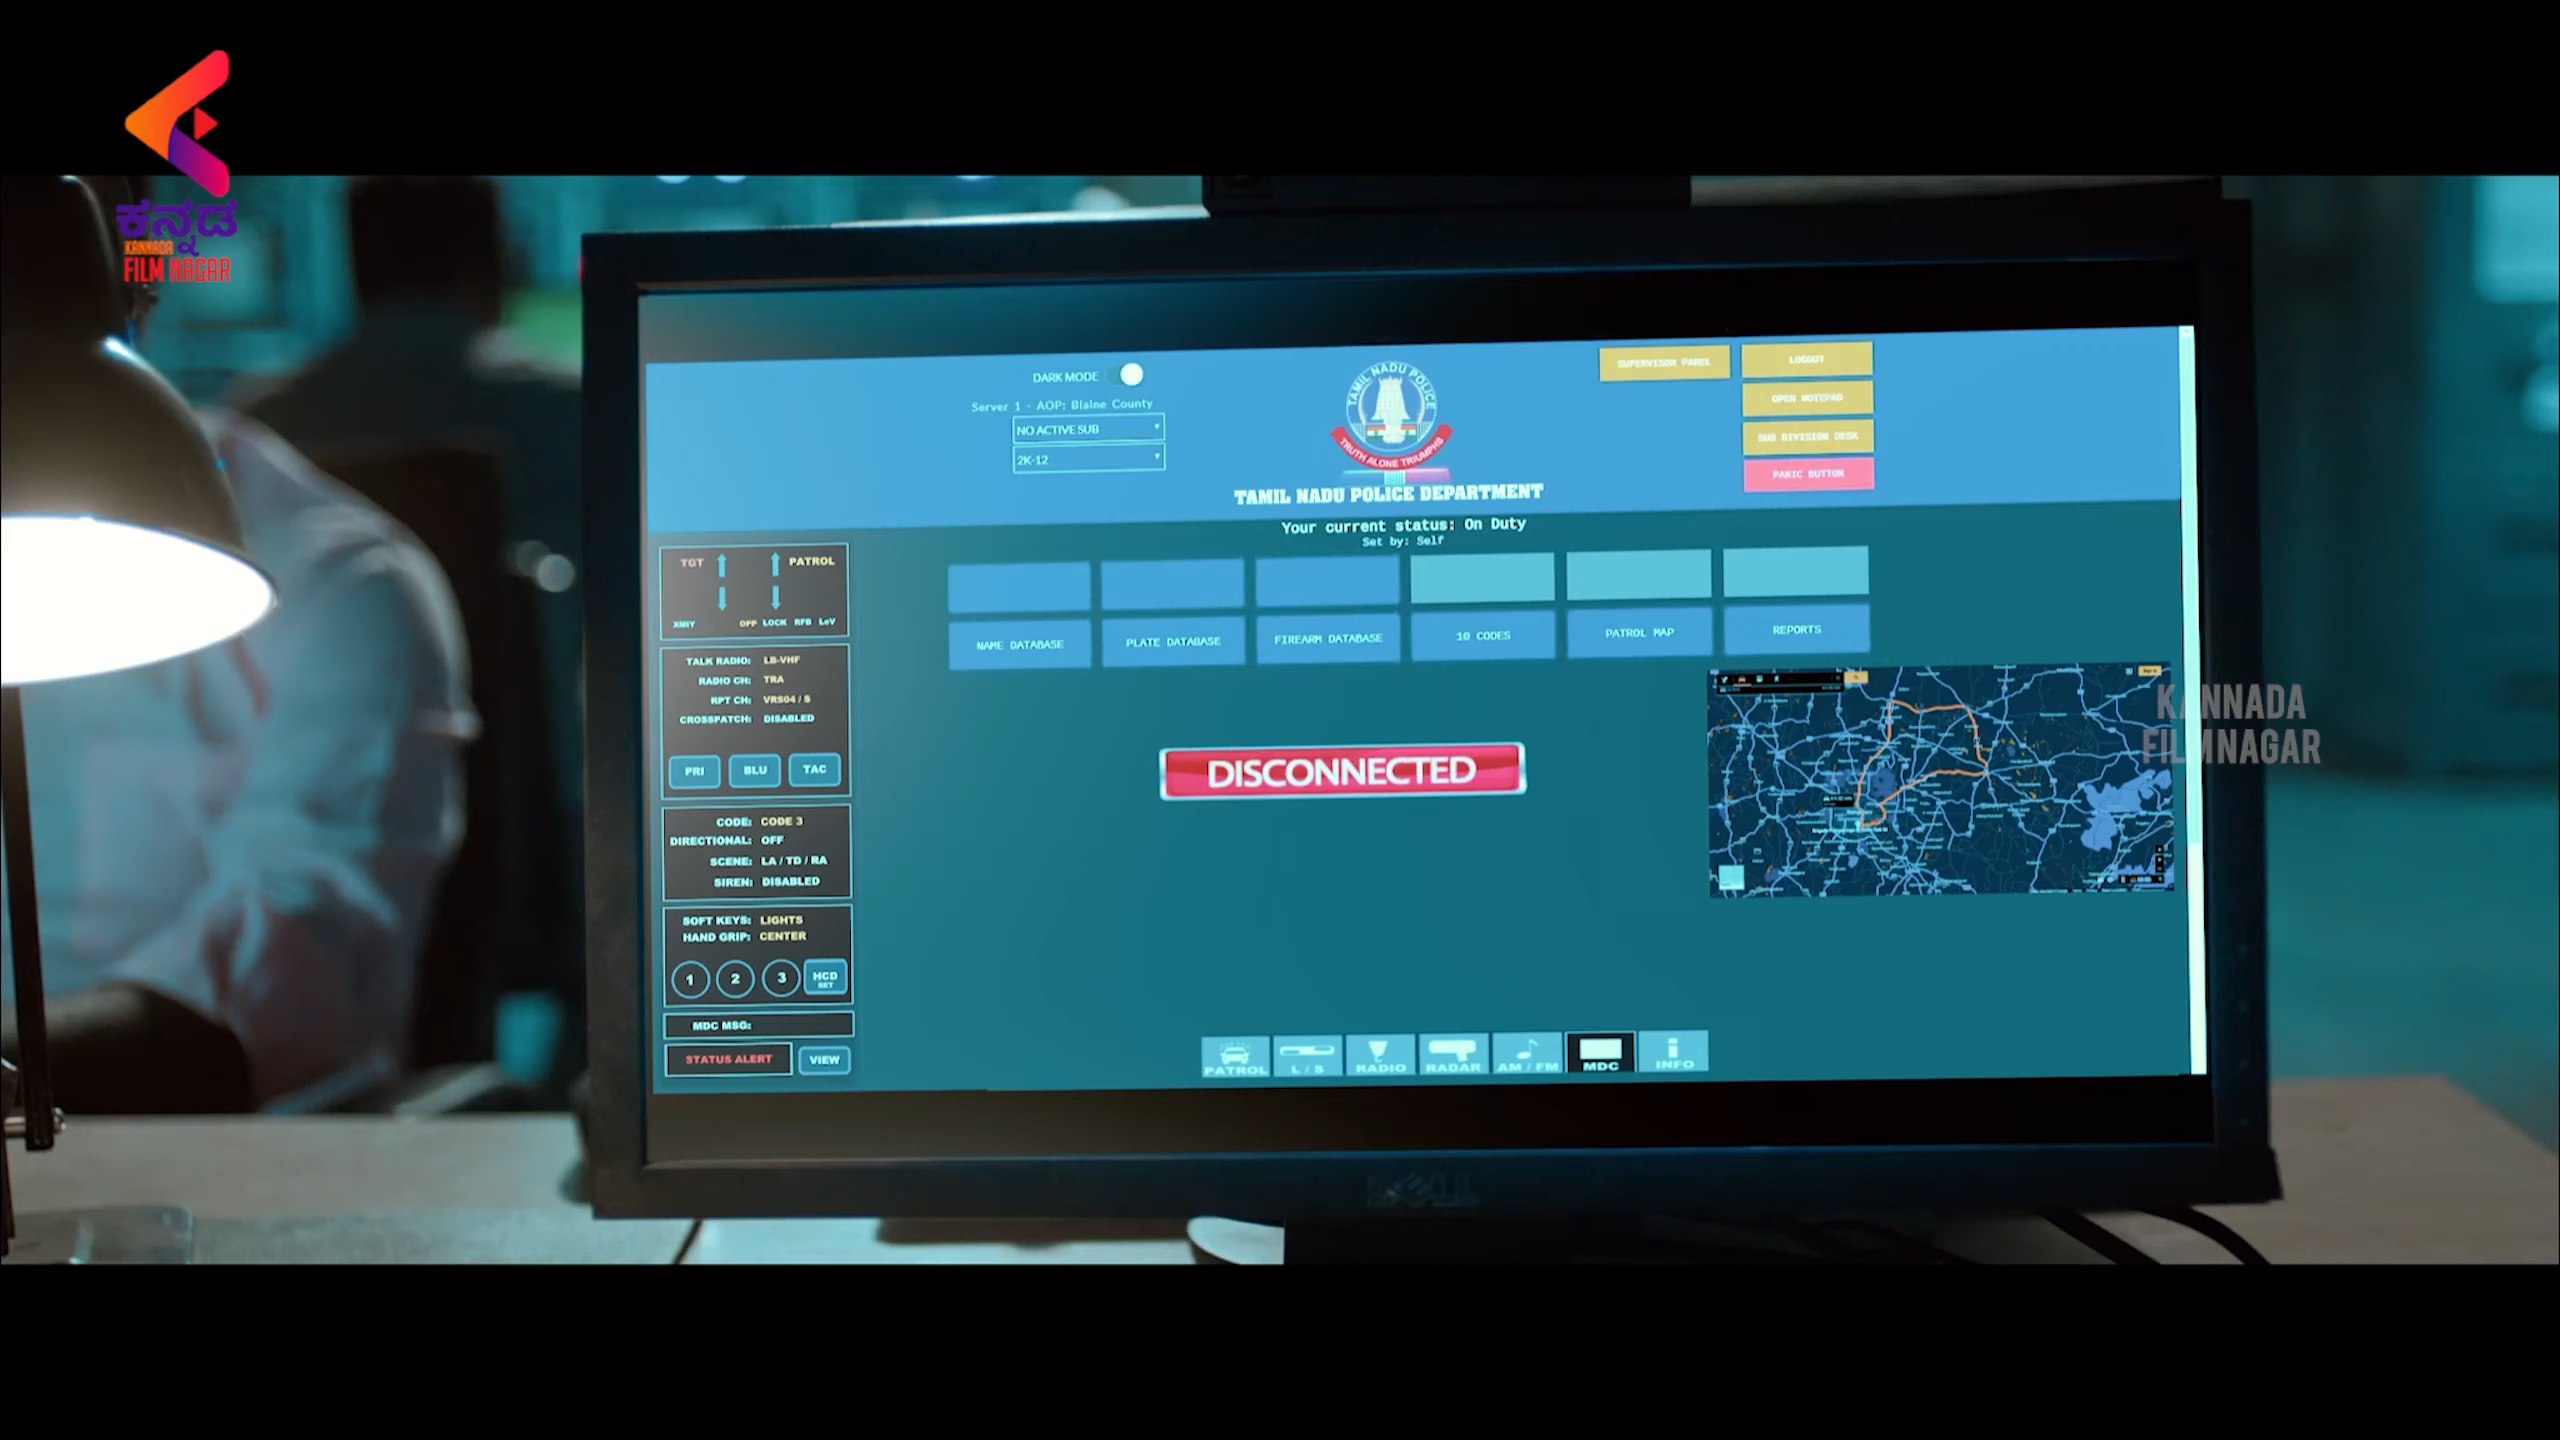 ಕನ್ನಡ
KANNADA
FILM NAGAR
DARK MODE
Server 1 - AOP: Blaine County
NO ACTIVE SUB
2K-12
TAMIL NADU POLICE
TRUTH ALONE TRIUMPHS
TAMIL NADU POLICE DEPARTMENT
SUPERVISOR PANEL
LOGOUT
OPEN NOTEPAD
SUB DIVISION DESK
PANIC BUTTON
Your current status: On Duty
Set by: Self
TGT PATROL
XMIY OPP LOCK RFB LoV
NAME DATABASE
PLATE DATABASE
FIREARM DATABASE
10 CODES
PATROL MAP
REPORTS
TALK RADIO: LB-VHF
RADIO CH: TRA
RPT CH: VRS04 / S
CROSSPATCH: DISABLED
PRI BLU TAC
DISCONNECTED
KANNADA
FILMNAGAR
CODE: CODE 3
DIRECTIONAL: OFF
SCENE: LA / TD / RA
SIREN: DISABLED
SOFT KEYS: LIGHTS
HAND GRIP: CENTER
1 2 3 HCD SET
MDC MSG:
STATUS ALERT VIEW
PATROL L / S RADIO RADAR AM / FM MDC INFO
DELL